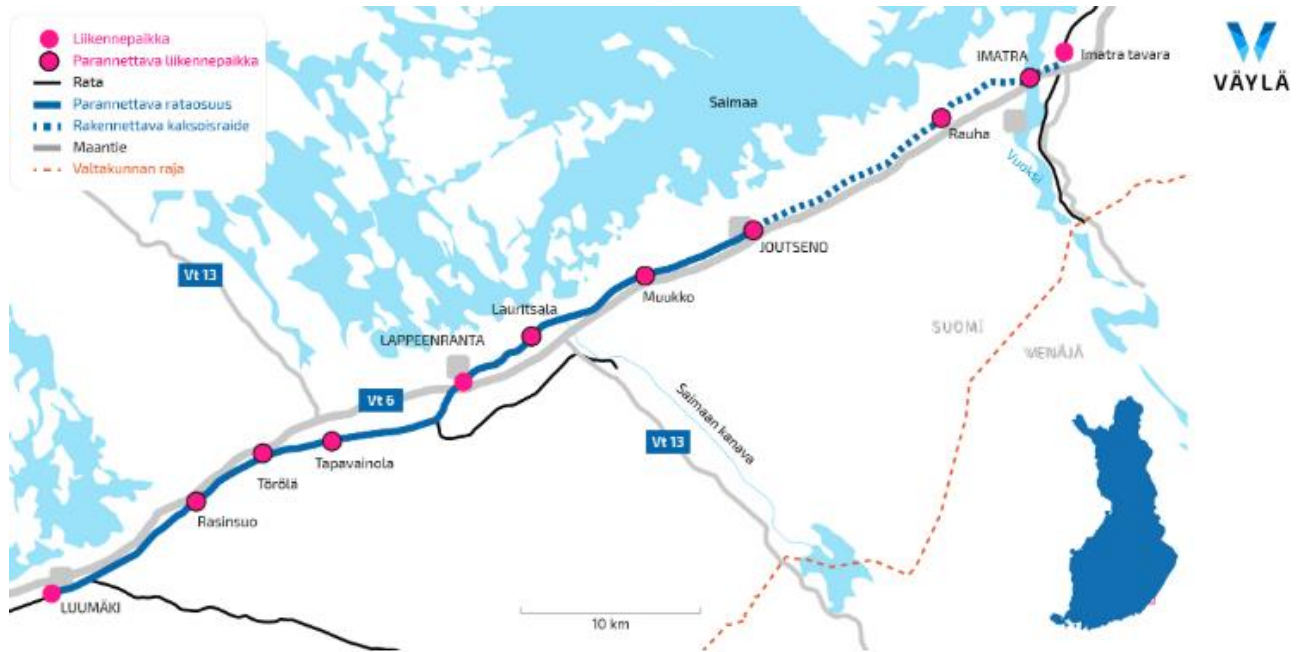 Liikennepaikka
Parannettava liikennepaikka
Rata
Parannettava rataosuus
Rakennettava kaksoisraide
Maantie
Valtakunnan raja
VÄYLÄ
IMATRA
Imatra tavara
Saimaa
Rauha
Vuoksi
JOUTSENO
Vt 13
Muukko
Lauritsala
LAPPEENRANTA
SUOMI
VENÄJÄ
Vt 6
Saimaan kanava
Vt 13
Tapavainola
Törölä
Rasinsuo
LUUMÄKI
10 km